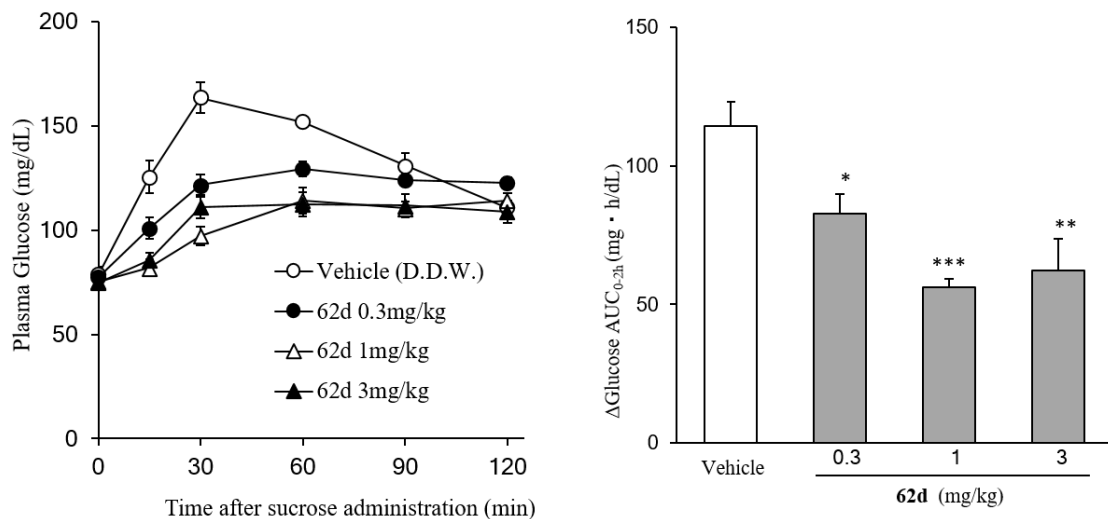 200
150
100
50
0
Plasma Glucose (mg/dL)
Vehicle (D.D.W.)
62d 0.3mg/kg
62d 1mg/kg
62d 3mg/kg
0 30 60 90 120
Time after sucrose administration (min)
150
100
50
0
ΔGlucose AUC0-2h (mg・h/dL)
*
***
**
Vehicle 0.3 1 3
62d (mg/kg)